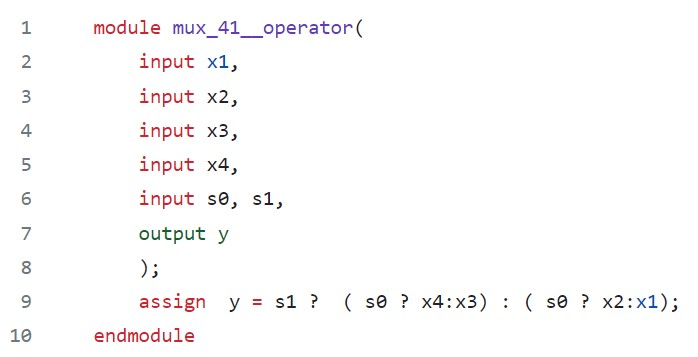 1 module mux_41__operator(
2 input x1,
3 input x2,
4 input x3,
5 input x4,
6 input s0, s1,
7 output y
8 );
9 assign  y = s1 ?  ( s0 ? x4:x3) : ( s0 ? x2:x1);
10 endmodule